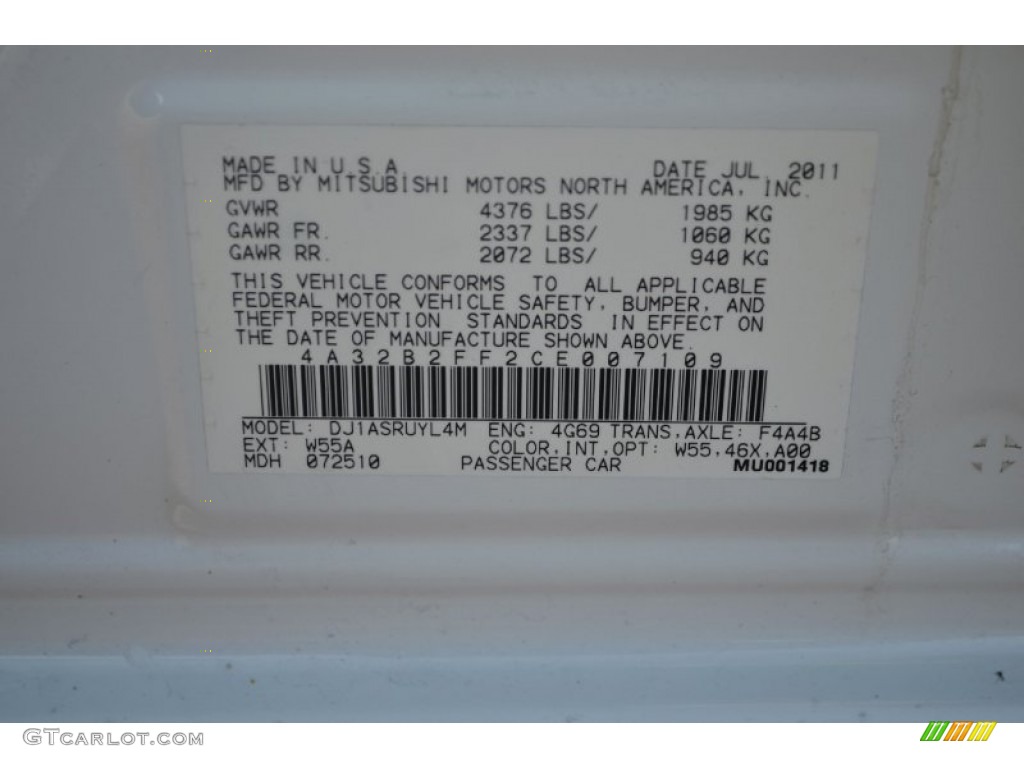 MADE IN U.S.A. DATE JUL. 2011
MFD BY MITSUBISHI MOTORS NORTH AMERICA, INC.
GVWR 4376 LBS/ 1985 KG
GAWR FR. 2337 LBS/ 1060 KG
GAWR RR. 2072 LBS/ 940 KG
THIS VEHICLE CONFORMS TO ALL APPLICABLE
FEDERAL MOTOR VEHICLE SAFETY, BUMPER, AND
THEFT PREVENTION STANDARDS IN EFFECT ON
THE DATE OF MANUFACTURE SHOWN ABOVE.
4A32B2FF2CE007109
MODEL: DJ1ASRUYL4M ENG: 4G69 TRANS.AXLE: F4A4B
EXT: W55A COLOR,INT,OPT: W55,46X,A00
MDH 072510 PASSENGER CAR MU001418
GTCARLOT.COM